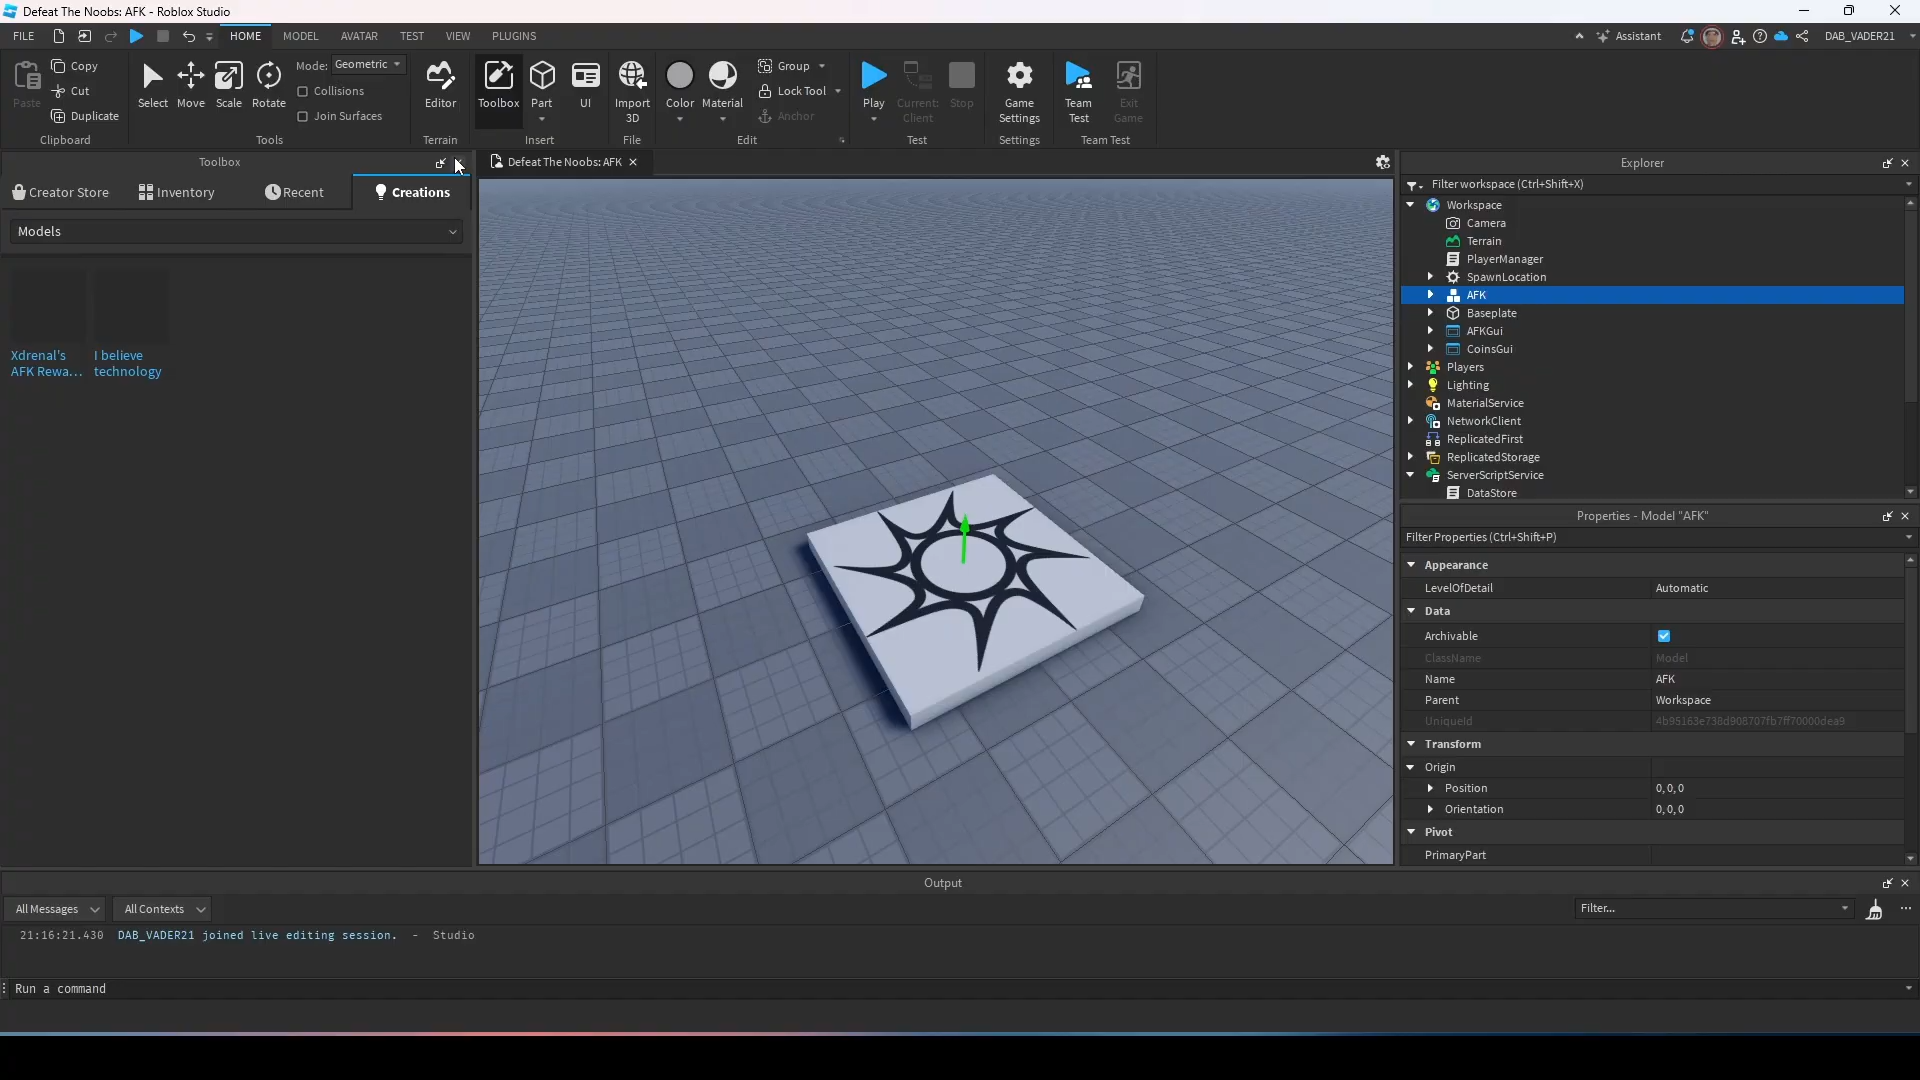 Defeat The Noobs: AFK - Roblox Studio
FILE HOME MODEL AVATAR TEST VIEW PLUGINS Assistant DAB_VADER21
Paste
Copy
Cut
Duplicate
Clipboard
Select Move Scale Rotate
Mode: Geometric
Collisions
Join Surfaces
Tools
Editor
Terrain
Toolbox Part UI
Insert
Import
3D
File
Color Material
Group
Lock Tool
Anchor
Edit
Play
Current:
Client
Stop
Test
Game
Settings
Settings
Team
Test
Exit
Game
Team Test
Toolbox
Creator Store Inventory Recent Creations
Models
Xdrenal's
AFK Rewa...
I believe
technology
Defeat The Noobs: AFK
Explorer
Filter workspace (Ctrl+Shift+X)
Workspace
Camera
Terrain
PlayerManager
SpawnLocation
AFK
Baseplate
AFKGui
CoinsGui
Players
Lighting
MaterialService
NetworkClient
ReplicatedFirst
ReplicatedStorage
ServerScriptService
DataStore
Properties - Model "AFK"
Filter Properties (Ctrl+Shift+P)
Appearance
LevelOfDetail Automatic
Data
Archivable
ClassName Model
Name AFK
Parent Workspace
UniqueId 4b95163e738d908707fb7ff70000dea9
Transform
Origin
Position 0, 0, 0
Orientation 0, 0, 0
Pivot
PrimaryPart
Output
All Messages All Contexts Filter...
21:16:21.430 DAB_VADER21 joined live editing session. - Studio
Run a command